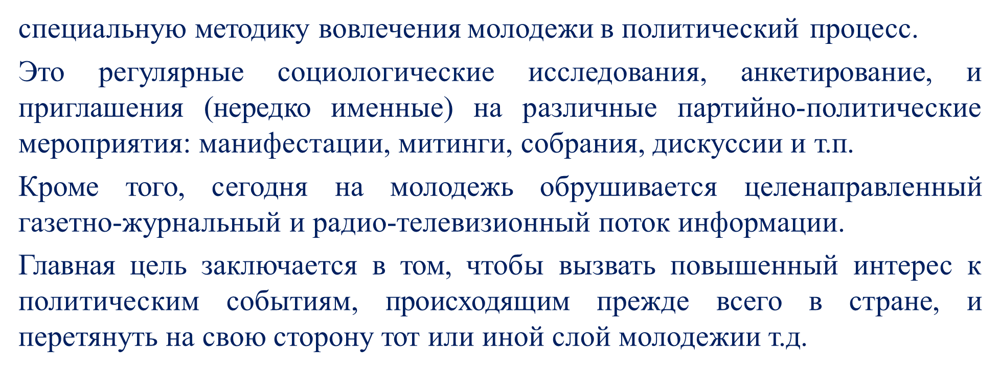 специальную методику вовлечения молодежи в политический процесс.
Это регулярные социологические исследования, анкетирование, и
приглашения (нередко именные) на различные партийно-политические
мероприятия: манифестации, митинги, собрания, дискуссии и т.п.
Кроме того, сегодня на молодежь обрушивается целенаправленный
газетно-журнальный и радио-телевизионный поток информации.
Главная цель заключается в том, чтобы вызвать повышенный интерес к
политическим событиям, происходящим прежде всего в стране, и
перетянуть на свою сторону тот или иной слой молодежии т.д.